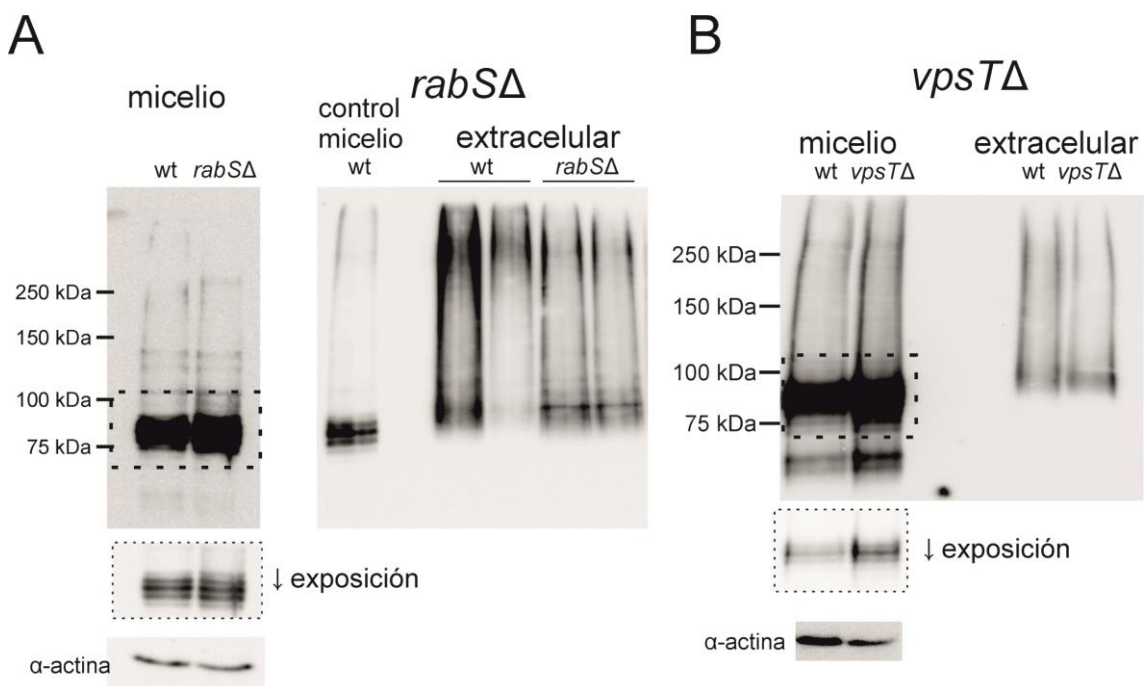 A
rabSΔ
micelio
wt rabSΔ
control
micelio
wt
extracelular
wt rabSΔ
250 kDa
150 kDa
100 kDa
75 kDa
↓ exposición
α-actina
B
vpsTΔ
micelio extracelular
wt vpsTΔ wt vpsTΔ
250 kDa
150 kDa
100 kDa
75 kDa
↓ exposición
α-actina